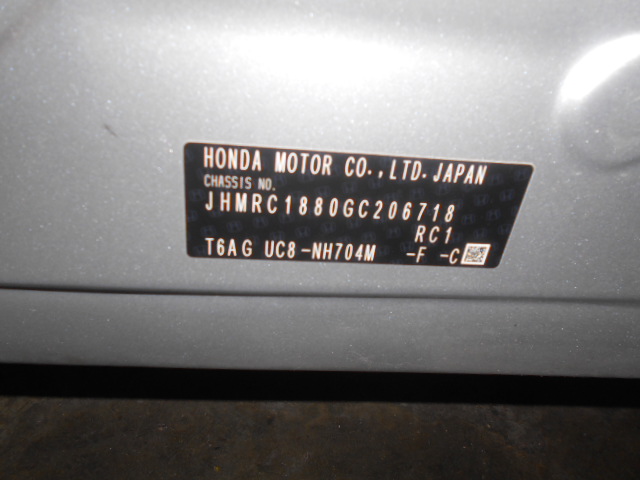 HONDA MOTOR CO.,LTD.JAPAN
CHASSIS NO.
JHMRC1880GC206718
RC1
T6AG UC8-NH704M -F -C